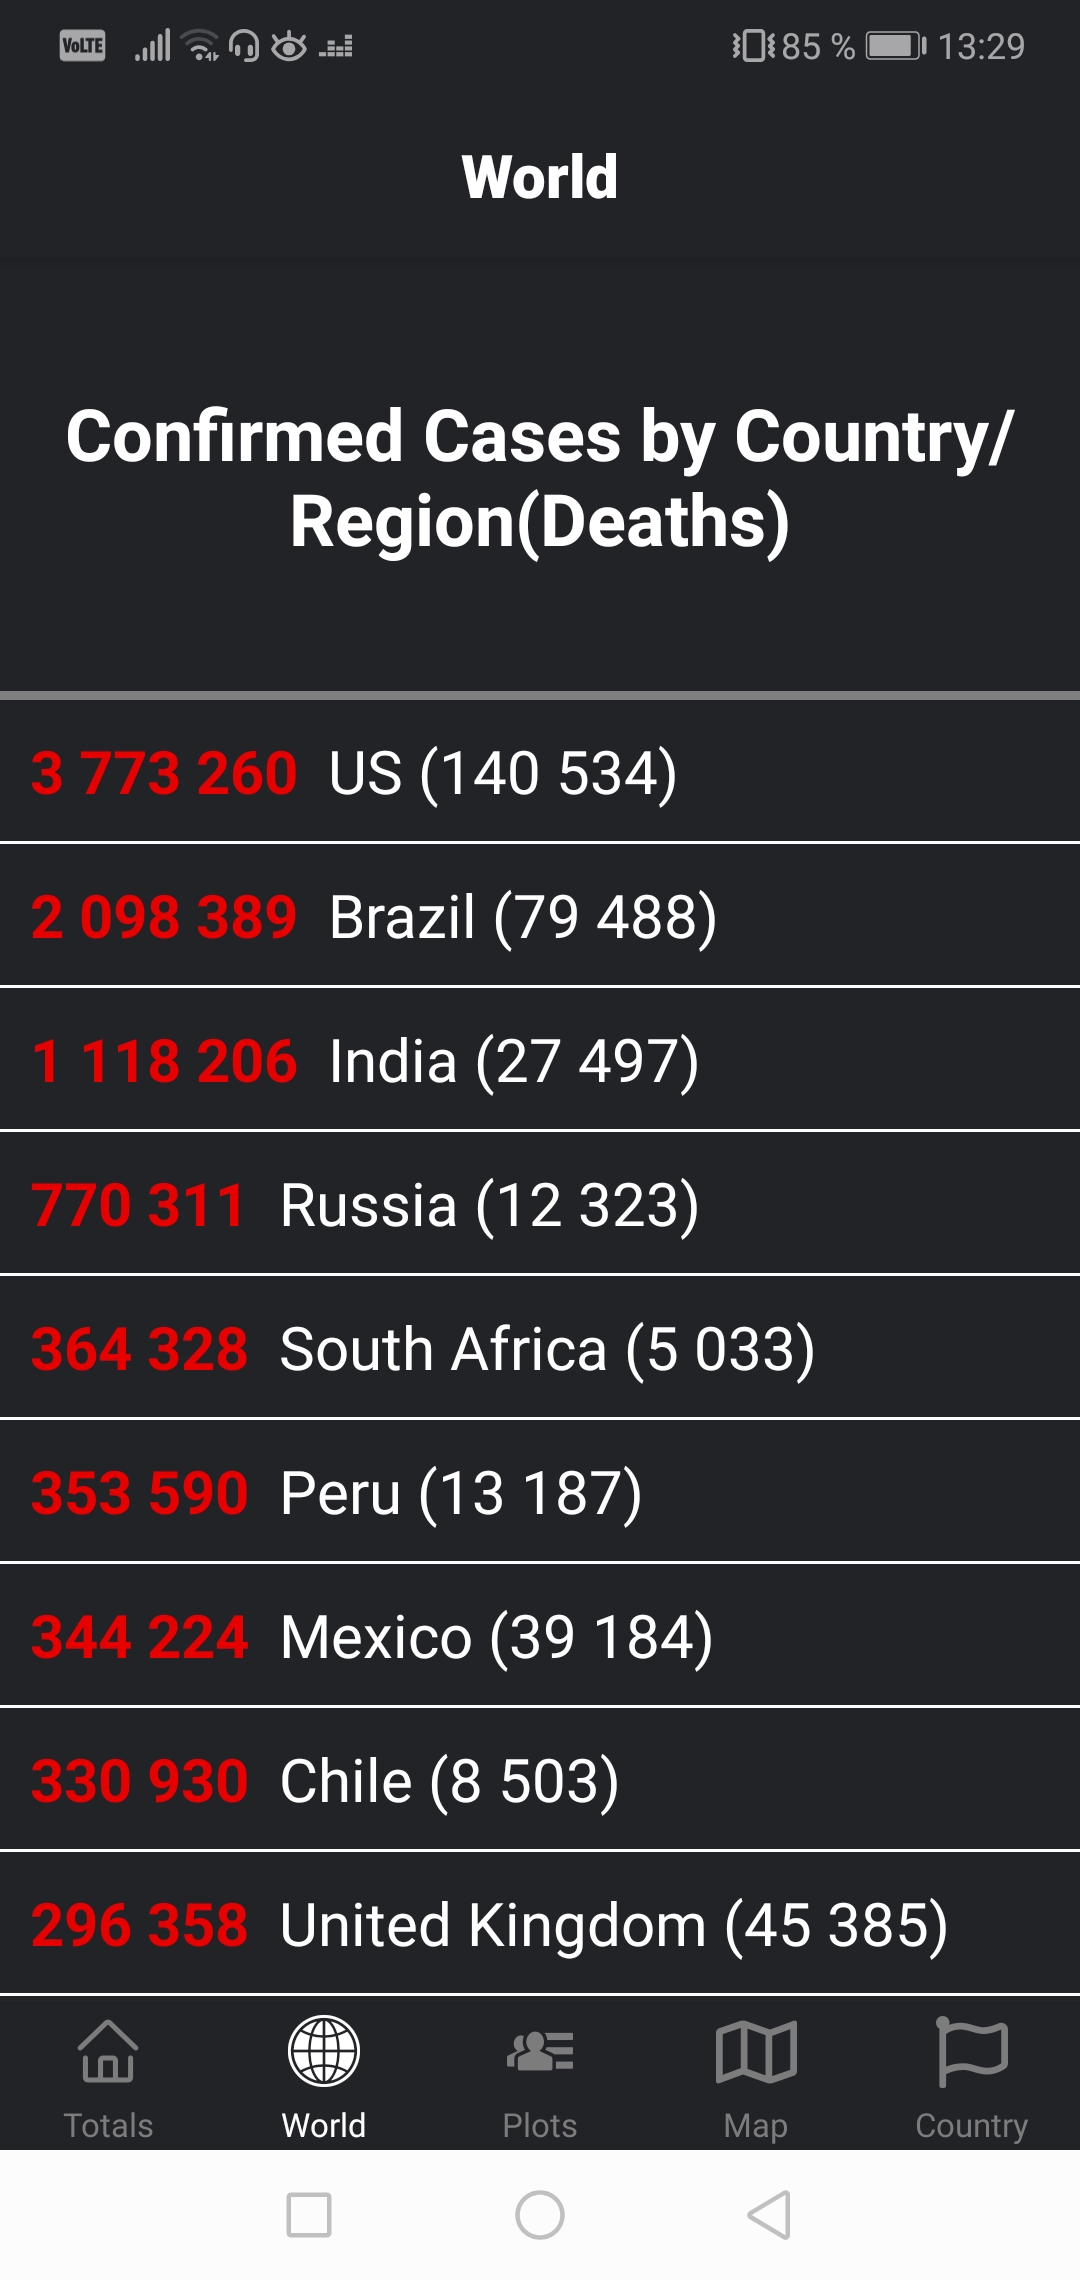 VoLTE 85 % 13:29
World
Confirmed Cases by Country/
Region(Deaths)
3 773 260 US (140 534)
2 098 389 Brazil (79 488)
1 118 206 India (27 497)
770 311 Russia (12 323)
364 328 South Africa (5 033)
353 590 Peru (13 187)
344 224 Mexico (39 184)
330 930 Chile (8 503)
296 358 United Kingdom (45 385)
Totals World Plots Map Country